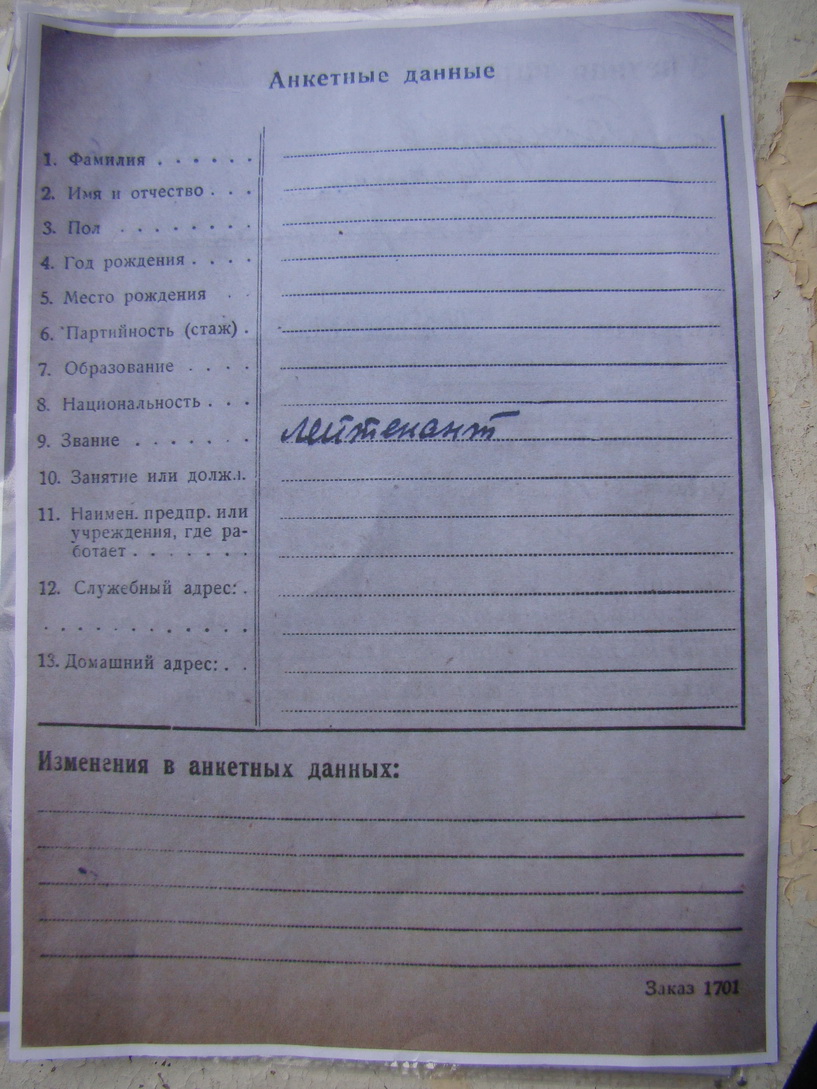 Анкетные данные
1. Фамилия . . . . . .
2. Имя и отчество . . .
3. Пол . . . . . . . .
4. Год рождения . . . .
5. Место рождения . .
6. Партийность (стаж) .
7. Образование . . . .
8. Национальность . . .
9. Звание . . . . . . . лейтенант
10. Занятие или должн.
11. Наимен. предпр. или
учреждения, где ра-
ботает . . . . . . .
12. Служебный адрес: .
. . . . . . . . . . . .
13. Домашний адрес: . .
Изменения в анкетных данных:
Заказ 1701